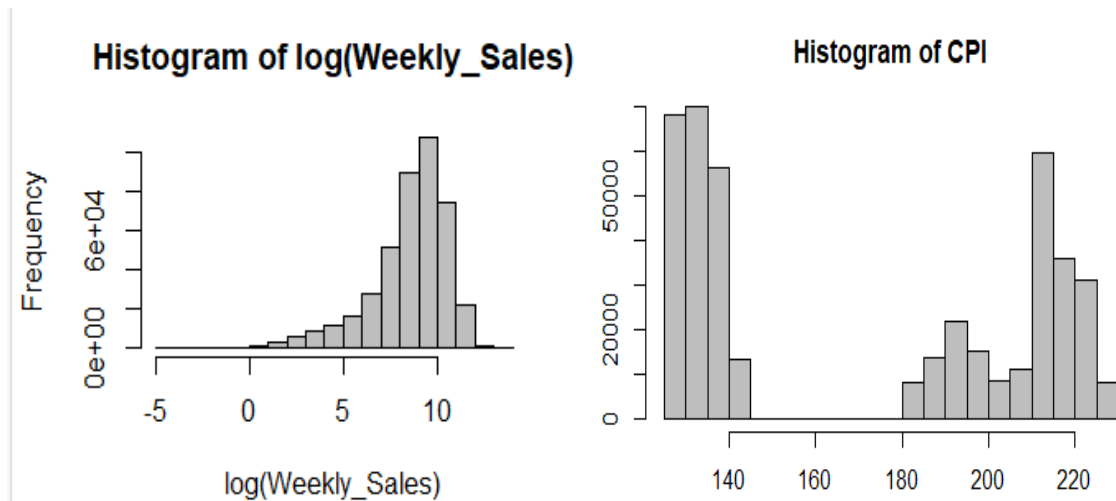 Histogram of log(Weekly_Sales)
Frequency
6e+04
0e+00
-5 0 5 10
log(Weekly_Sales)
Histogram of CPI
50000
20000
0
140 160 180 200 220